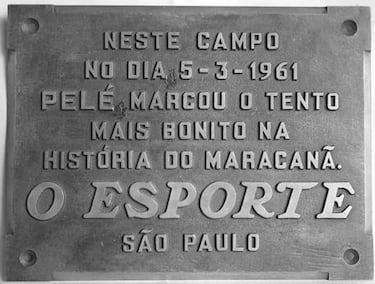 NESTE CAMPO
NO DIA 5-3-1961
PELÉ MARCOU O TENTO
MAIS BONITO NA
HISTÓRIA DO MARACANÃ.
O ESPORTE
SÃO PAULO